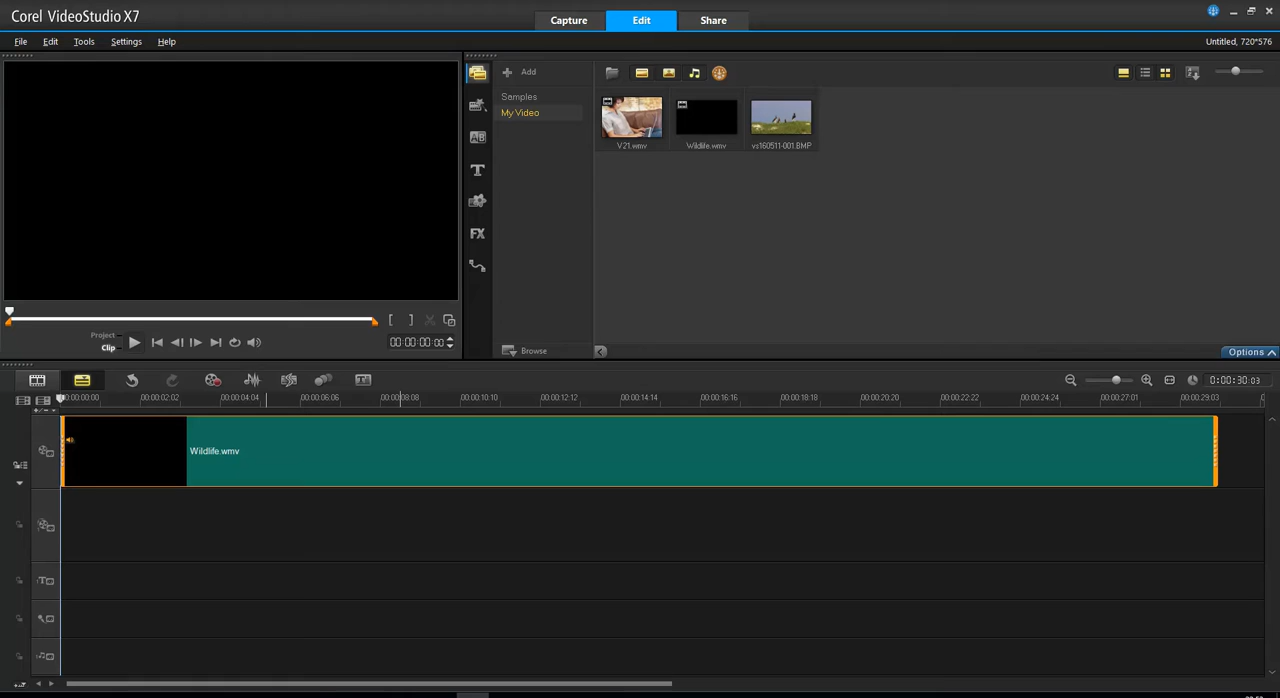 Corel VideoStudio X7
Capture
Edit
Share
File
Edit
Tools
Settings
Help
Untitled, 720*576
Add
Samples
My Video
V21.wmv
Wildlife.wmv
vs160511-001.BMP
AB
T
FX
Browse
Options
Project
Clip
00:00:00:00
0:00:30:03
00:00:00:00
00:00:02:02
00:00:04:04
00:00:06:06
00:00:08:08
00:00:10:10
00:00:12:12
00:00:14:14
00:00:16:16
00:00:18:18
00:00:20:20
00:00:22:22
00:00:24:24
00:00:27:01
00:00:29:03
Wildlife.wmv